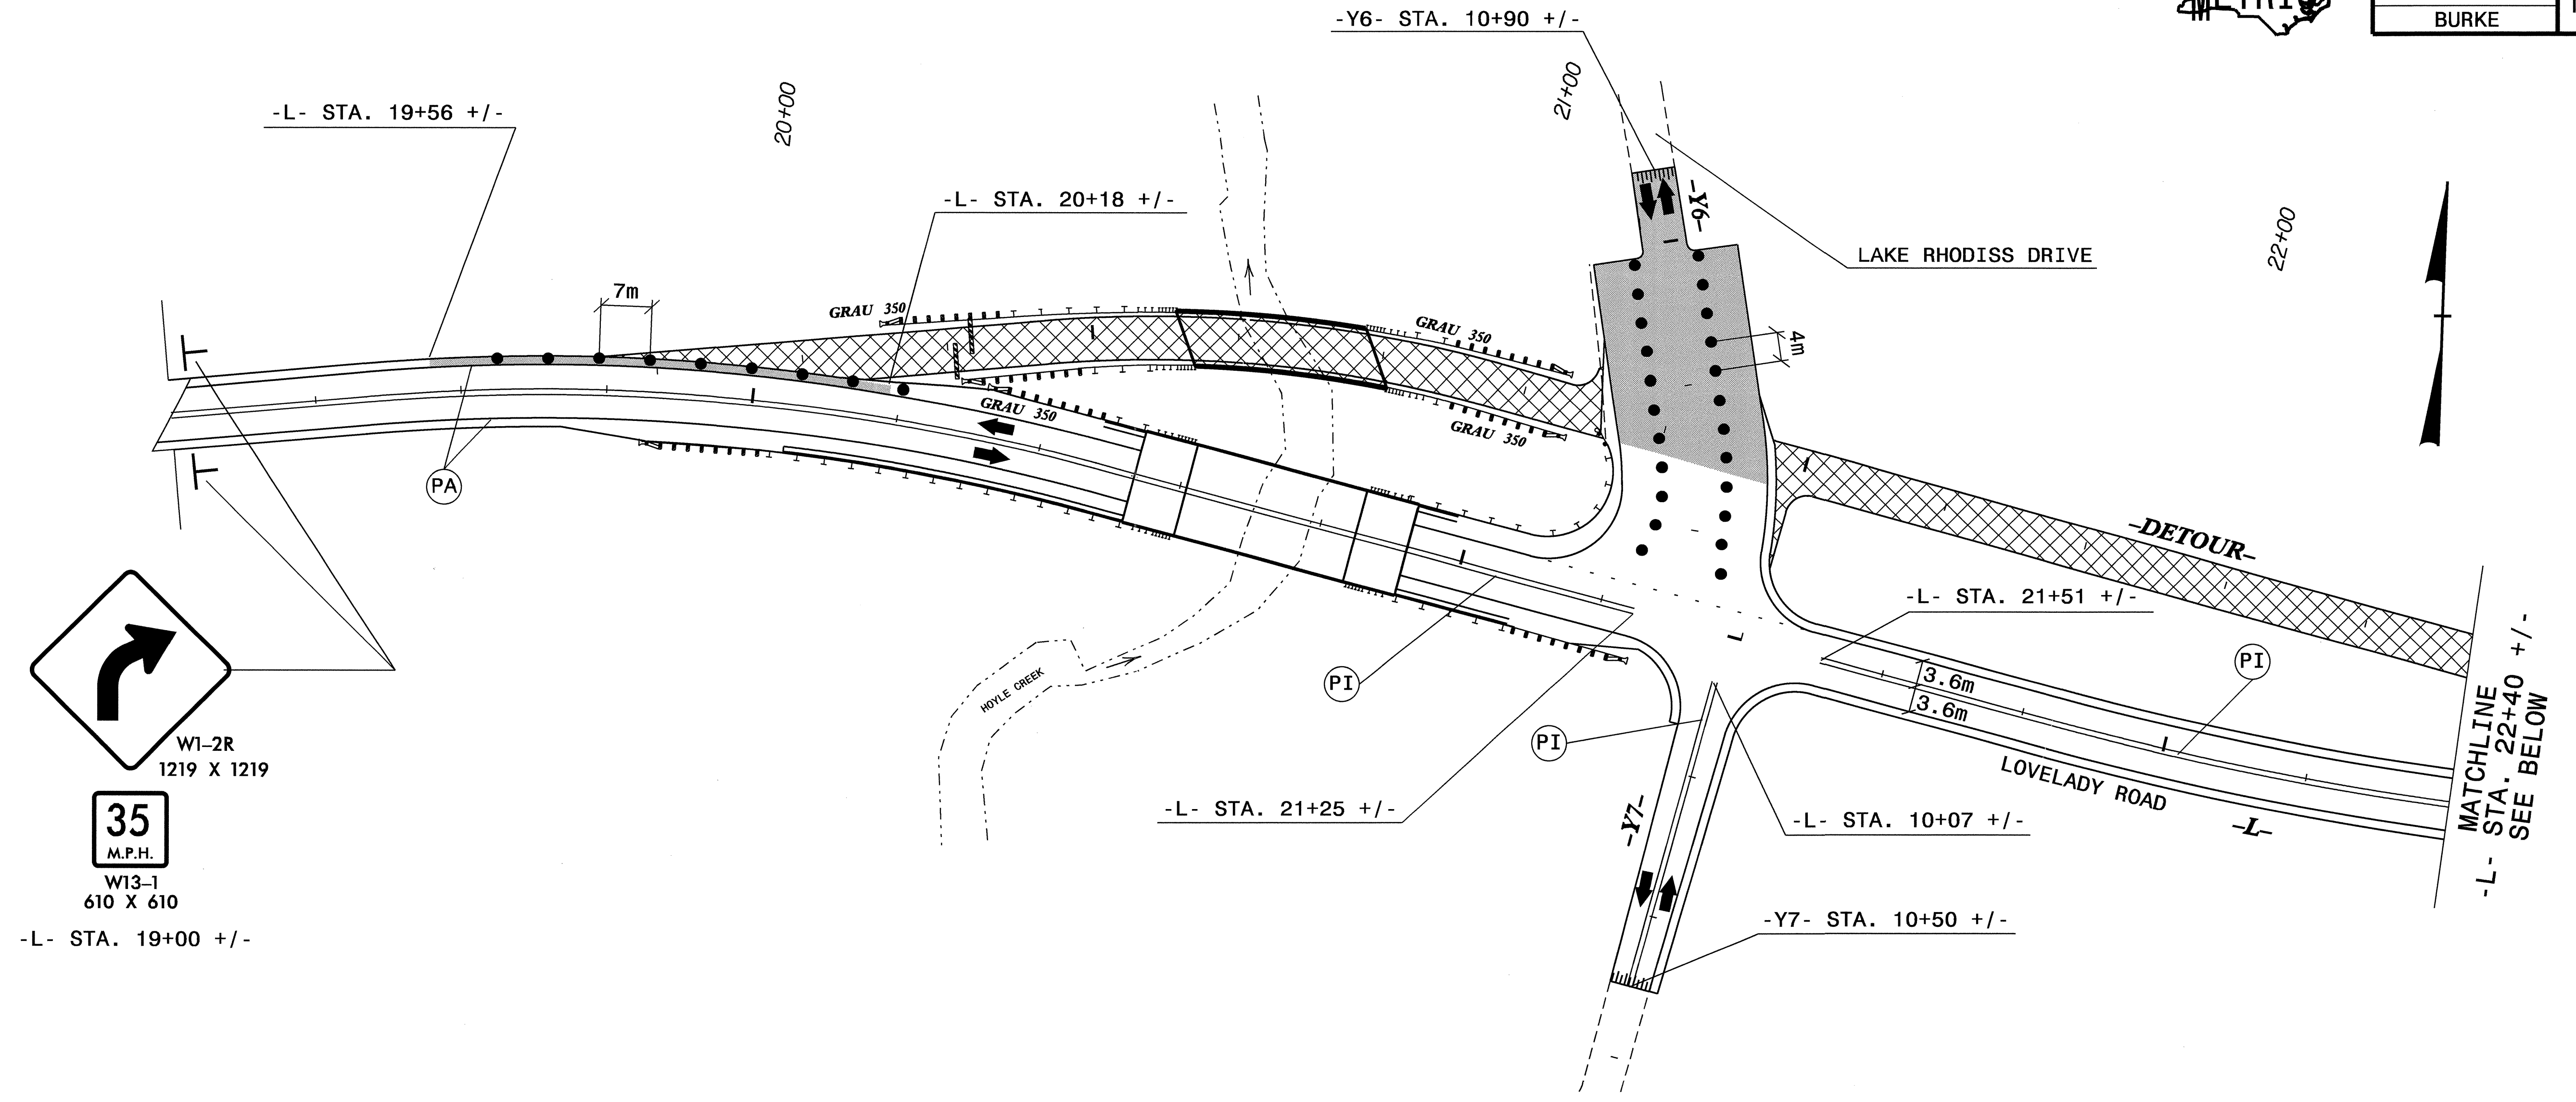 -Y6- STA. 10+90 +/-
METRIC
BURKE
-L- STA. 19+56 +/-
20+00
21+00
-L- STA. 20+18 +/-
-Y6-
22+00
LAKE RHODISS DRIVE
7m
GRAU 350
GRAU 350
4m
GRAU 350
GRAU 350
PA
-DETOUR-
-L- STA. 21+51 +/-
PI
3.6m
3.6m
HOYLE CREEK
PI
PI
W1-2R
1219 X 1219
LOVELADY ROAD
-L-
MATCHLINE
-L- STA. 22+40 +/-
SEE BELOW
35
M.P.H.
W13-1
610 X 610
-L- STA. 21+25 +/-
-Y7-
-L- STA. 10+07 +/-
-L- STA. 19+00 +/-
-Y7- STA. 10+50 +/-